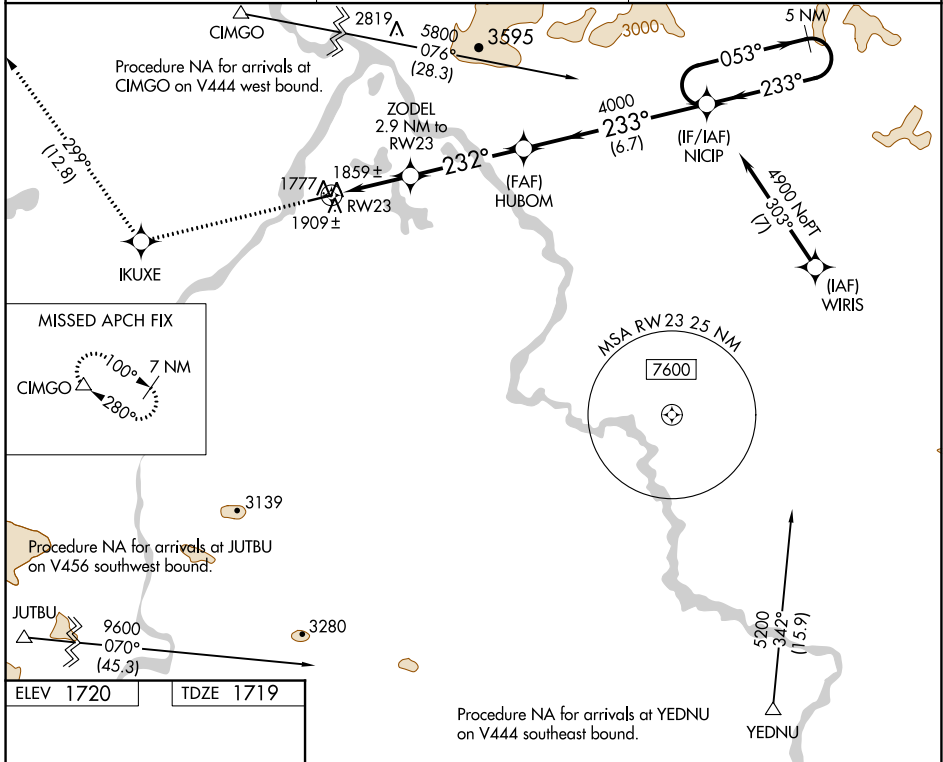 CIMGO
2819
5800
076°
(28.3)
3595
3000
5 NM
Procedure NA for arrivals at
CIMGO on V444 west bound.
053°
233°
ZODEL
2.9 NM to
RW23
4000
233°
(6.7)
(IF/IAF)
NICIP
299°
(12.8)
232°
(FAF)
HUBOM
1859±
1777
RW23
1909±
IKUXE
4900 NoPT
303°
(7)
(IAF)
WIRIS
MISSED APCH FIX
CIMGO
100°
7 NM
280°
MSA RW23 25 NM
7600
3139
Procedure NA for arrivals at JUTBU
on V456 southwest bound.
JUTBU
9600
070°
(45.3)
3280
5200
342°
(15.9)
YEDNU
Procedure NA for arrivals at YEDNU
on V444 southeast bound.
ELEV 1720
TDZE 1719